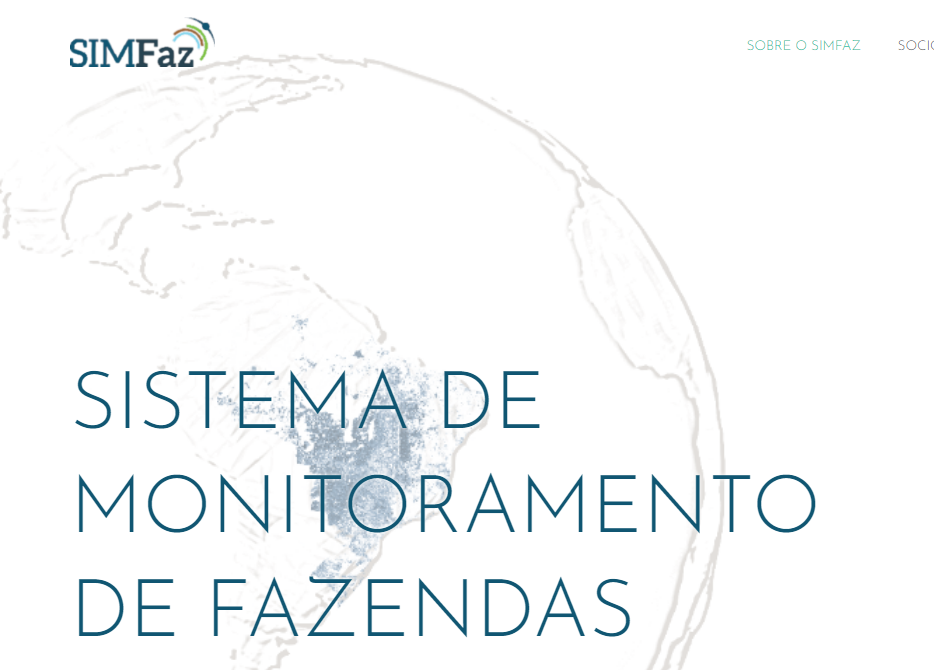 SIMFaz
SOBRE O SIMFAZ
SISTEMA DE
MONITORAMENTO
DE FAZENDAS